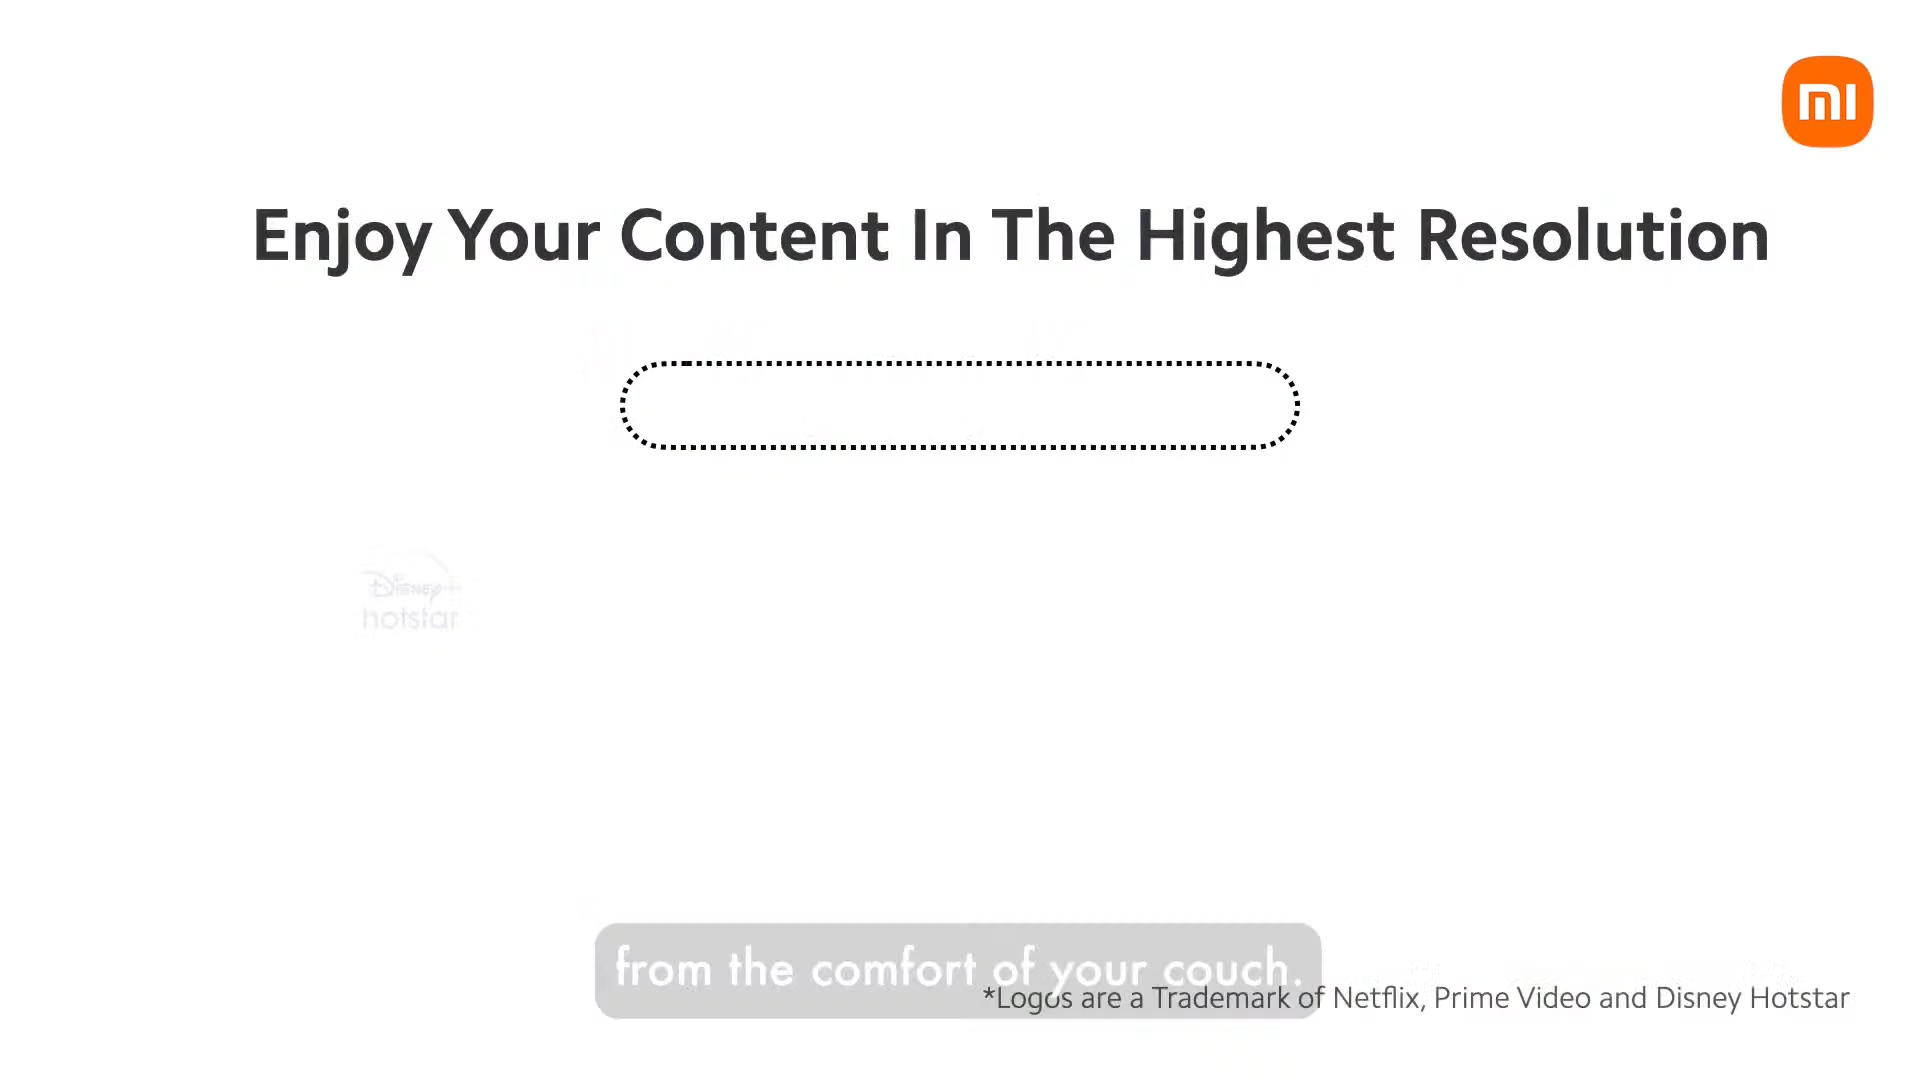 mi
Enjoy Your Content In The Highest Resolution
Disney+
hotstar
from the comfort of your couch.
*Logos are a Trademark of Netflix, Prime Video and Disney Hotstar